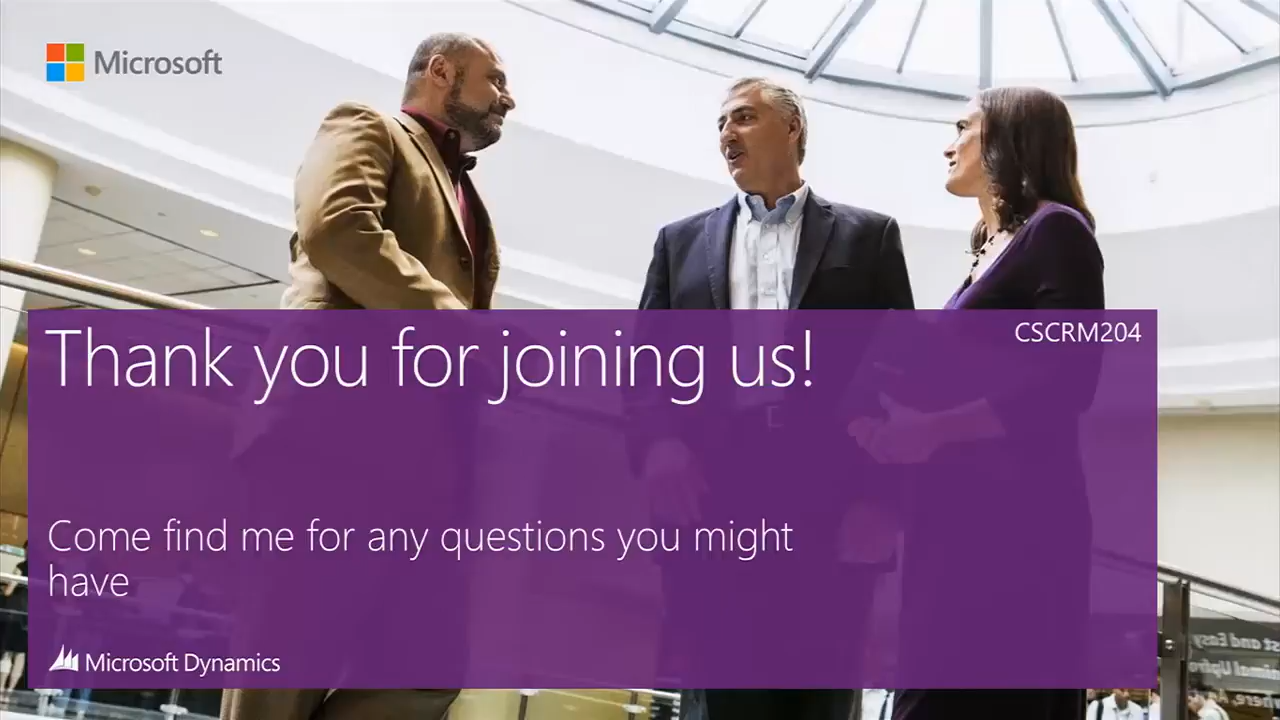 Microsoft
Thank you for joining us!
CSCRM204
Come find me for any questions you might
have
Microsoft Dynamics